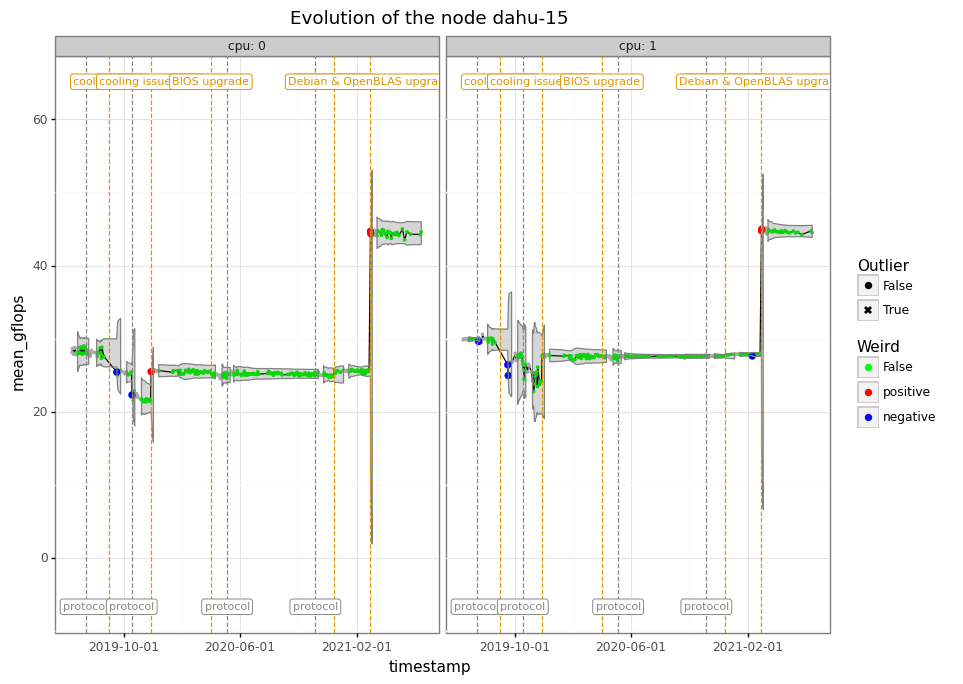 Evolution of the node dahu-15
cpu: 0
cpu: 1
cool
cooling issue
BIOS upgrade
Debian & OpenBLAS upgra
cool
cooling issue
BIOS upgrade
Debian & OpenBLAS upgra
60
40
20
0
mean_gflops
protoco
protocol
protocol
protocol
protoco
protocol
protocol
protocol
2019-10-01
2020-06-01
2021-02-01
2019-10-01
2020-06-01
2021-02-01
timestamp
Outlier
False
True
Weird
False
positive
negative